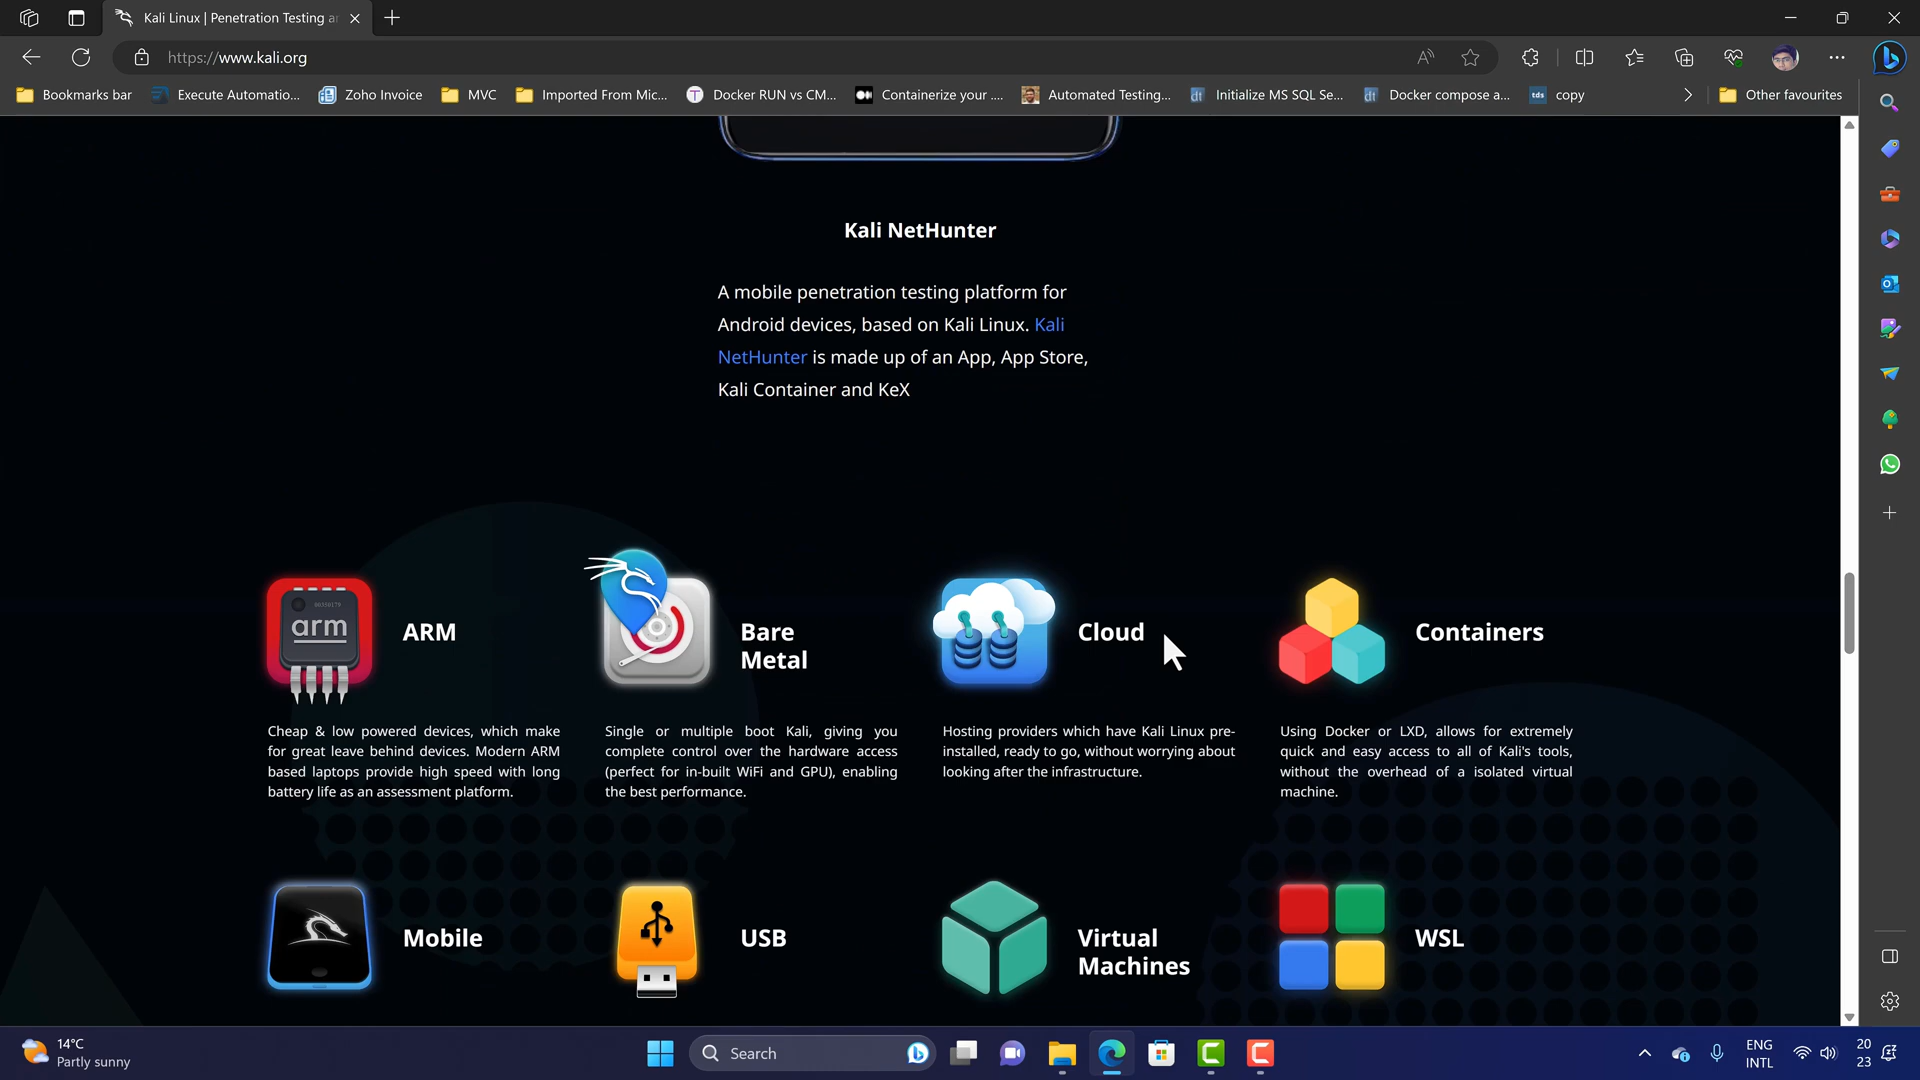 Kali Linux | Penetration Testing a
https://www.kali.org
Bookmarks bar
Execute Automatio...
Zoho Invoice
MVC
Imported From Mic...
Docker RUN vs CM...
Containerize your ....
Automated Testing...
Initialize MS SQL Se...
Docker compose a...
tds
copy
Other favourites
Kali NetHunter
A mobile penetration testing platform for
Android devices, based on Kali Linux. Kali
NetHunter is made up of an App, App Store,
Kali Container and KeX
arm
ARM
Bare
Metal
Cloud
Containers
Cheap & low powered devices, which make
for great leave behind devices. Modern ARM
based laptops provide high speed with long
battery life as an assessment platform.
Single or multiple boot Kali, giving you
complete control over the hardware access
(perfect for in-built WiFi and GPU), enabling
the best performance.
Hosting providers which have Kali Linux pre-
installed, ready to go, without worrying about
looking after the infrastructure.
Using Docker or LXD, allows for extremely
quick and easy access to all of Kali's tools,
without the overhead of a isolated virtual
machine.
Mobile
USB
Virtual
Machines
WSL
14°C
Partly sunny
Search
ENG
INTL
20
23